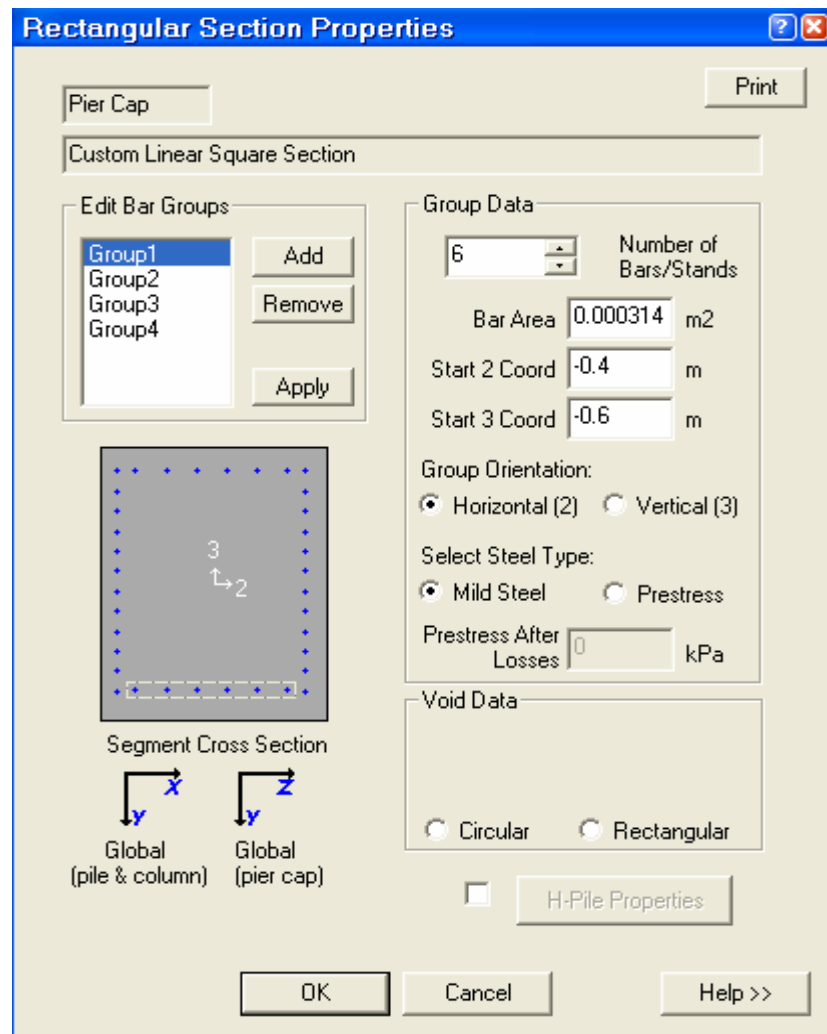 Rectangular Section Properties
Print
Pier Cap
Custom Linear Square Section
Edit Bar Groups
Group1
Group2
Group3
Group4
Add
Remove
Apply
Group Data
6
Number of
Bars/Stands
Bar Area 0.000314 m2
Start 2 Coord -0.4 m
Start 3 Coord -0.6 m
Group Orientation:
Horizontal (2) Vertical (3)
Select Steel Type:
Mild Steel Prestress
Prestress After
Losses 0 kPa
3
2
Segment Cross Section
X
Y
Z
Y
Global
(pile & column)
Global
(pier cap)
Void Data
Circular Rectangular
H-Pile Properties
OK Cancel Help >>